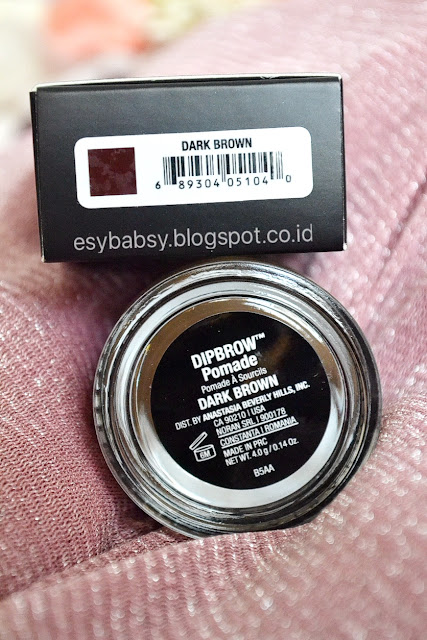 DARK BROWN
6 89304 05104 0
esybabsy.blogspot.co.id
DIPBROW™
Pomade
Pomade À Sourcils
DARK BROWN
DIST. BY ANASTASIA BEVERLY HILLS, INC.
CA 90210 / USA
NORAN SRL | 900178
CONSTANTA | ROMANIA
MADE IN PRC
NET WT. 4.0 g / 0.14 Oz.
6M
B5AA